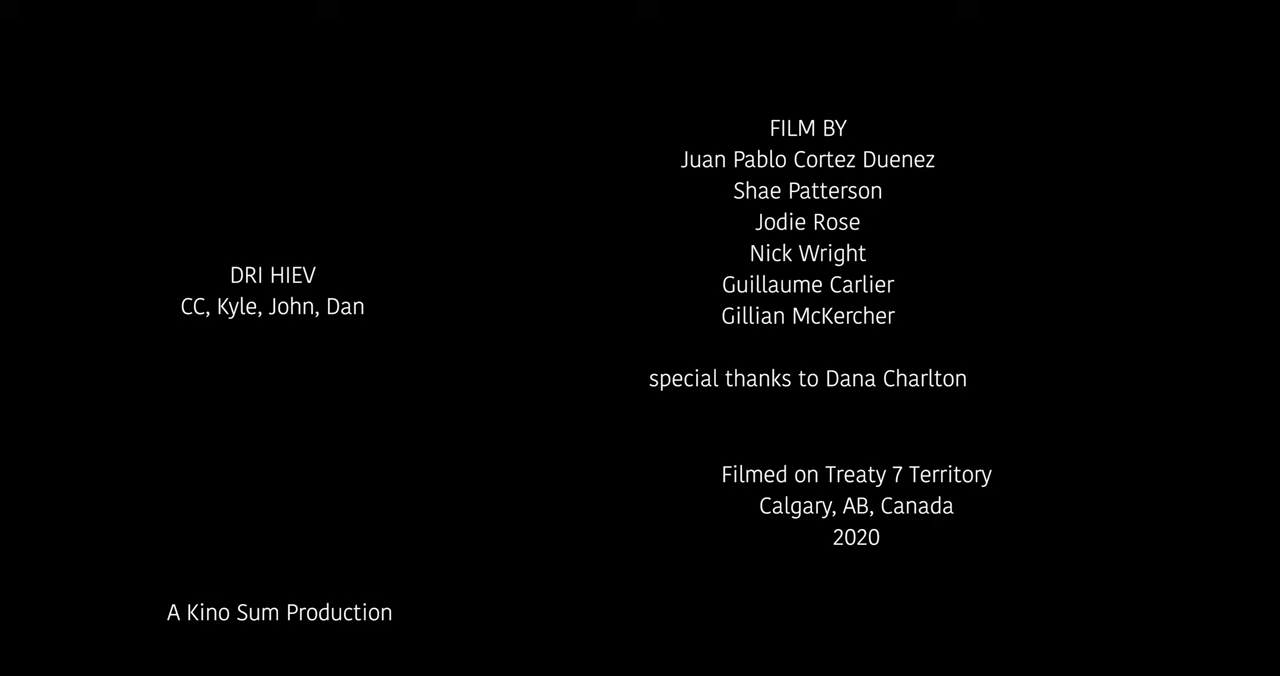 DRI HIEV
CC, Kyle, John, Dan
FILM BY
Juan Pablo Cortez Duenez
Shae Patterson
Jodie Rose
Nick Wright
Guillaume Carlier
Gillian McKercher
special thanks to Dana Charlton
Filmed on Treaty 7 Territory
Calgary, AB, Canada
2020
A Kino Sum Production